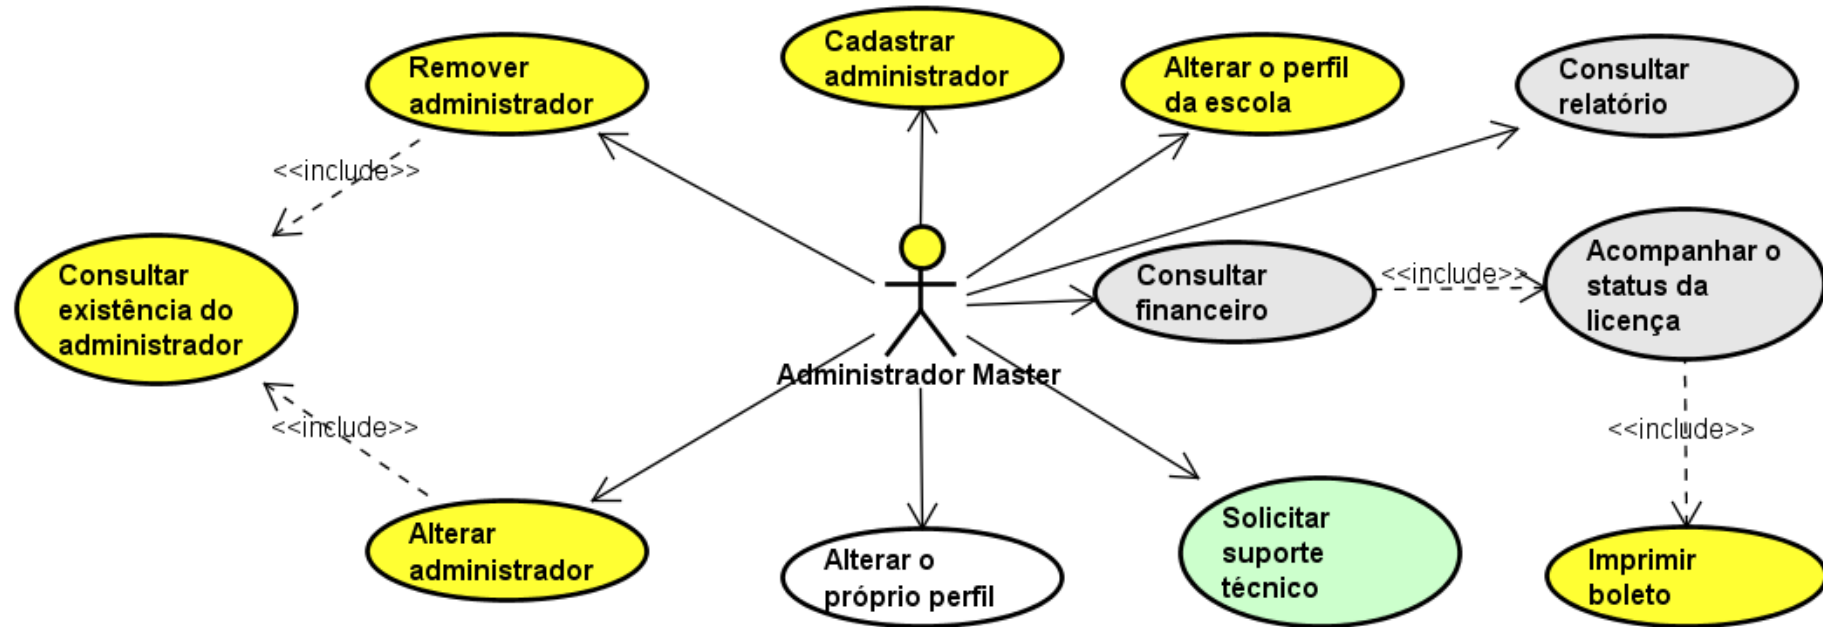 Remover
administrador
Cadastrar
administrador
Alterar o perfil
da escola
Consultar
relatório
<<include>>
Consultar
existência do
administrador
Administrador Master
Consultar
financeiro
<<include>>
Acompanhar o
status da
licença
<<include>>
<<include>>
Alterar
administrador
Alterar o
próprio perfil
Solicitar
suporte
técnico
Imprimir
boleto